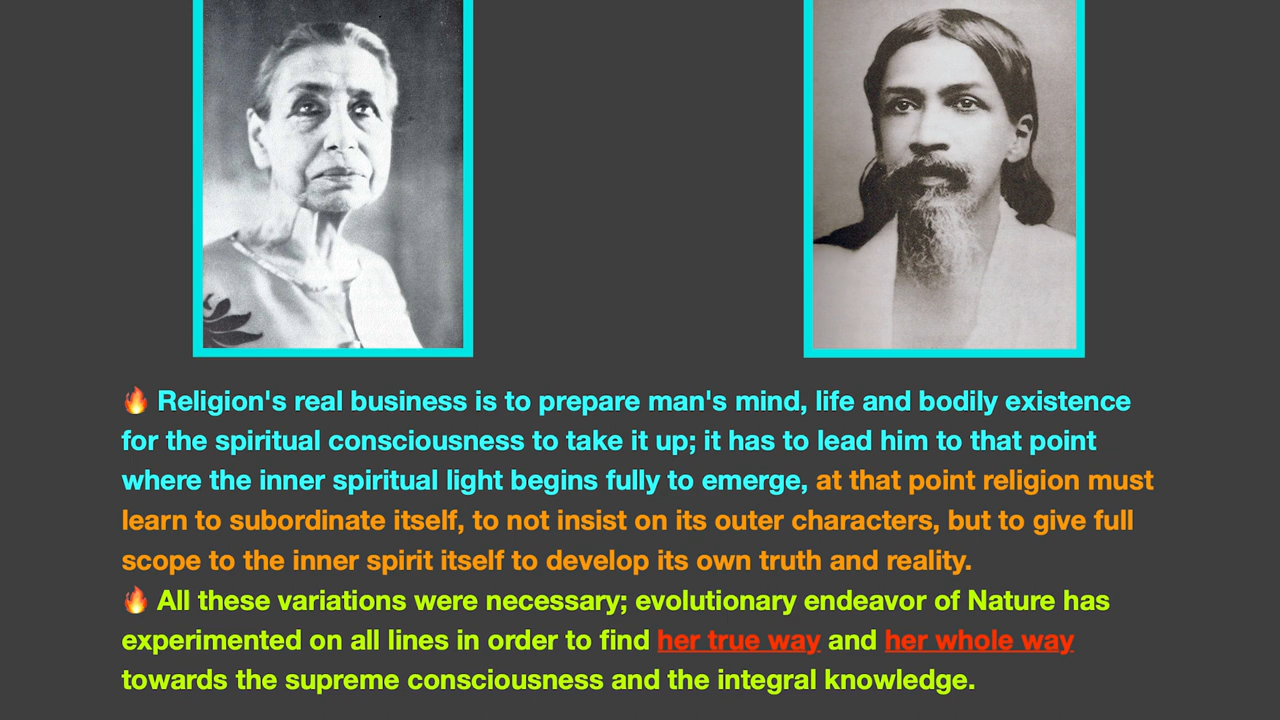 🔥 Religion's real business is to prepare man's mind, life and bodily existence
for the spiritual consciousness to take it up; it has to lead him to that point
where the inner spiritual light begins fully to emerge, at that point religion must
learn to subordinate itself, to not insist on its outer characters, but to give full
scope to the inner spirit itself to develop its own truth and reality.
🔥 All these variations were necessary; evolutionary endeavor of Nature has
experimented on all lines in order to find her true way and her whole way
towards the supreme consciousness and the integral knowledge.